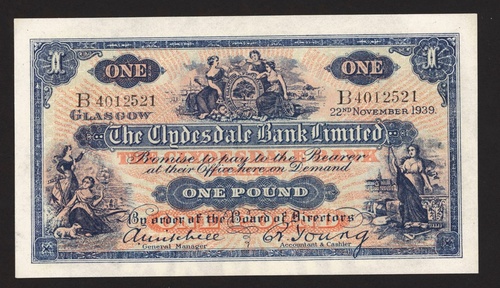 1 ONE ONE 1
B 4012521 B 4012521
GLASGOW 22ND NOVEMBER 1939.
The Clydesdale Bank Limited
Promise to pay to the Bearer
at their Office here on Demand
ONE POUND
By order of the Board of Directors
R. Young
General Manager Accountant & Cashier